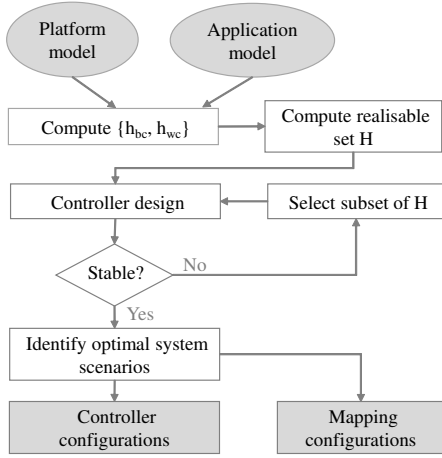 Platform
model
Application
model
Compute {h_bc, h_wc}
Compute realisable
set H
Controller design
Select subset of H
Stable?
No
Yes
Identify optimal system
scenarios
Controller
configurations
Mapping
configurations